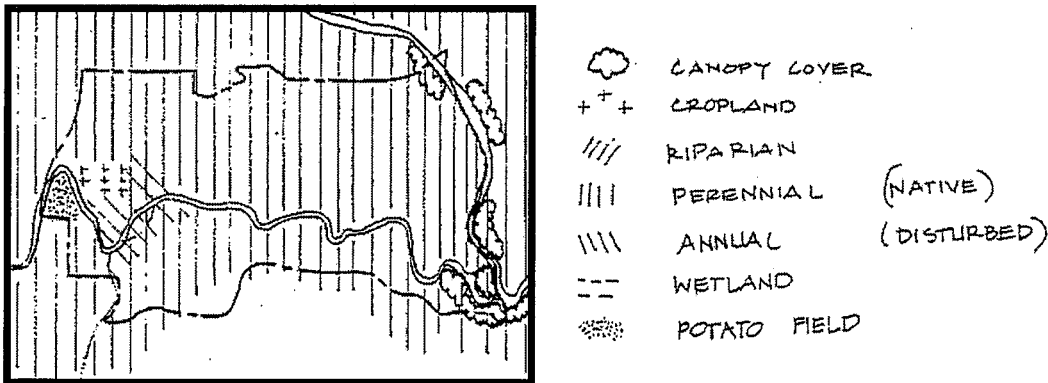 CANOPY COVER
CROPLAND
RIPARIAN
PERENNIAL (NATIVE)
ANNUAL (DISTURBED)
WETLAND
POTATO FIELD